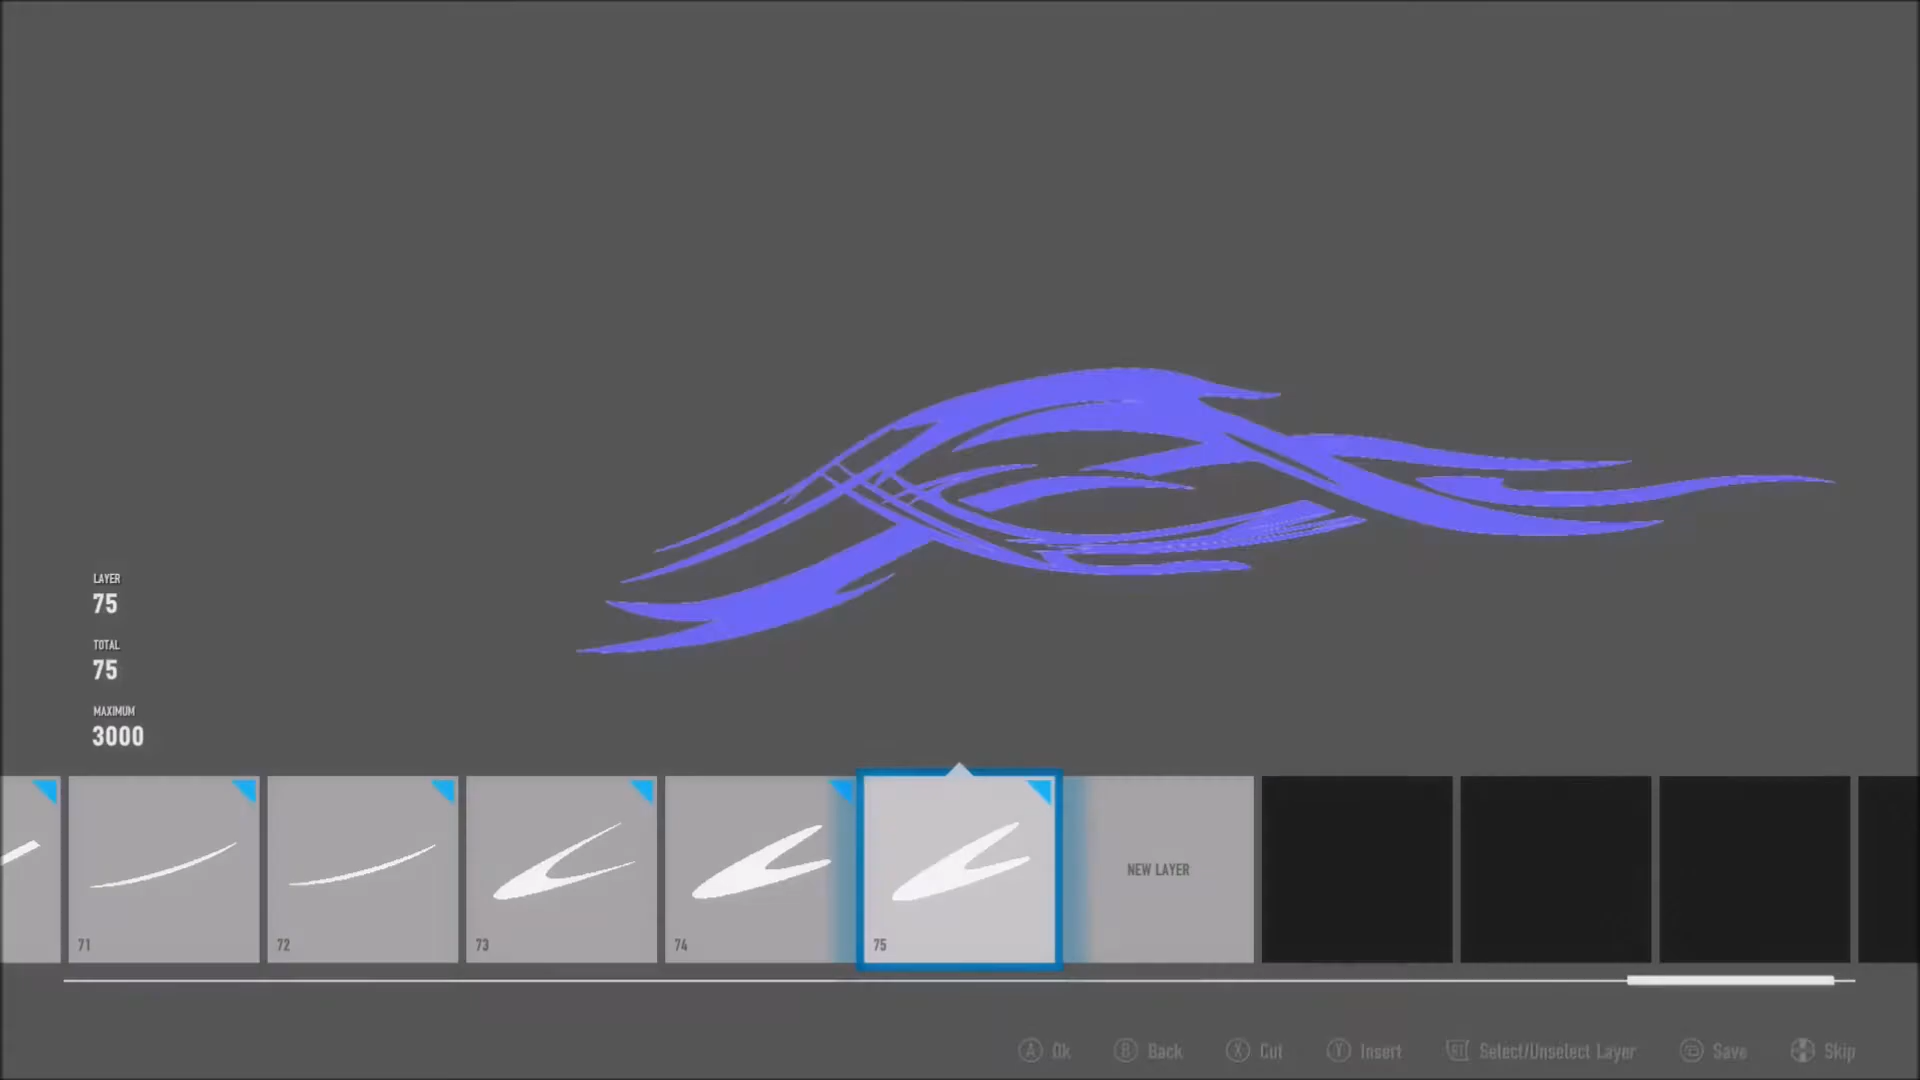 LAYER
75
TOTAL
75
MAXIMUM
3000
71
72
73
74
75
NEW LAYER
A Ok
B Back
X Cut
Y Insert
RT Select/Unselect Layer
Save
Skip